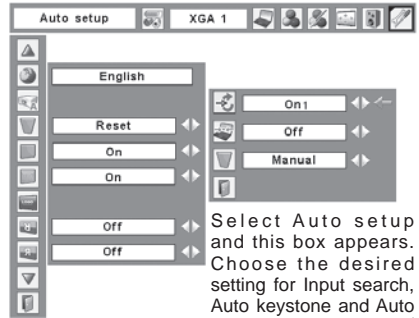 Auto setup XGA 1
English
Reset
On
On
Off
Off
On1
Off
Manual
Select Auto setup
and this box appears.
Choose the desired
setting for Input search,
Auto keystone and Auto